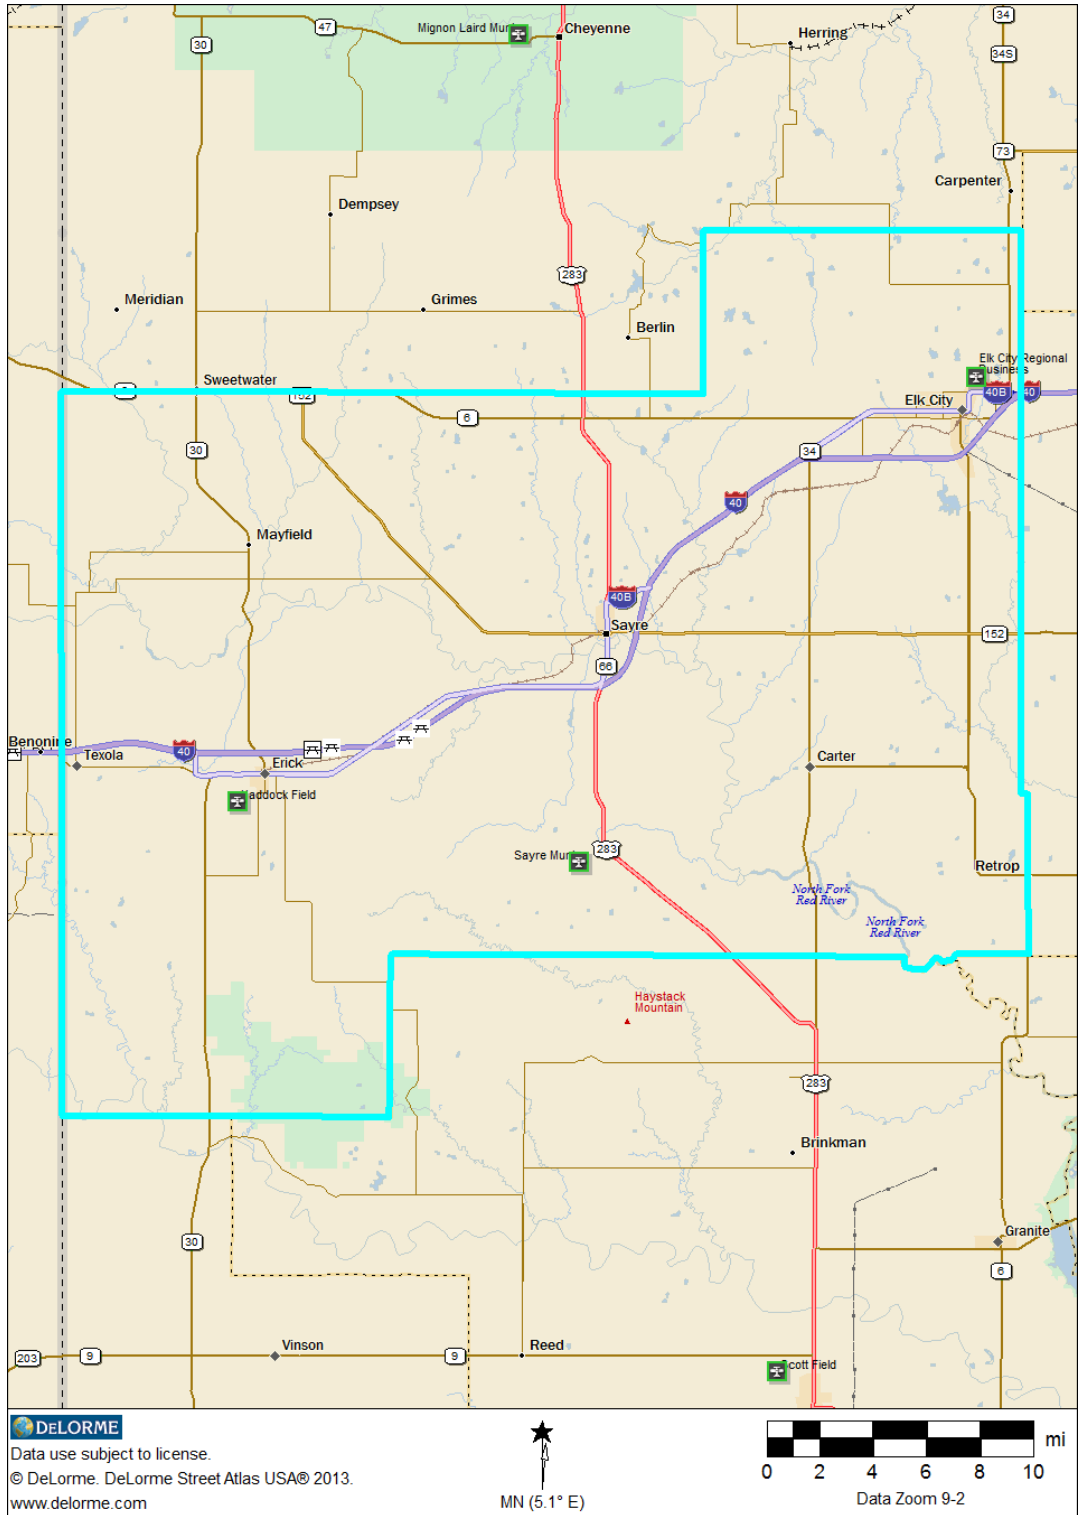 34
47
Mignon Laird Mun
Cheyenne
Herring
30
34S
73
Carpenter
Dempsey
283
Meridian
Grimes
Berlin
Elk City Regional
Business
Sweetwater
40B
40
152
Elk City
6
30
34
40
Mayfield
40B
Sayre
152
66
Benonine
40
Texola
Erick
Carter
Haddock Field
283
Sayre Mun
Retrop
North Fork
Red River
North Fork
Red River
Haystack
Mountain
283
Brinkman
30
Granite
6
203
9
Vinson
9
Reed
Scott Field
DELORME
Data use subject to license.
© DeLorme. DeLorme Street Atlas USA® 2013.
www.delorme.com
MN (5.1° E)
mi
0 2 4 6 8 10
Data Zoom 9-2